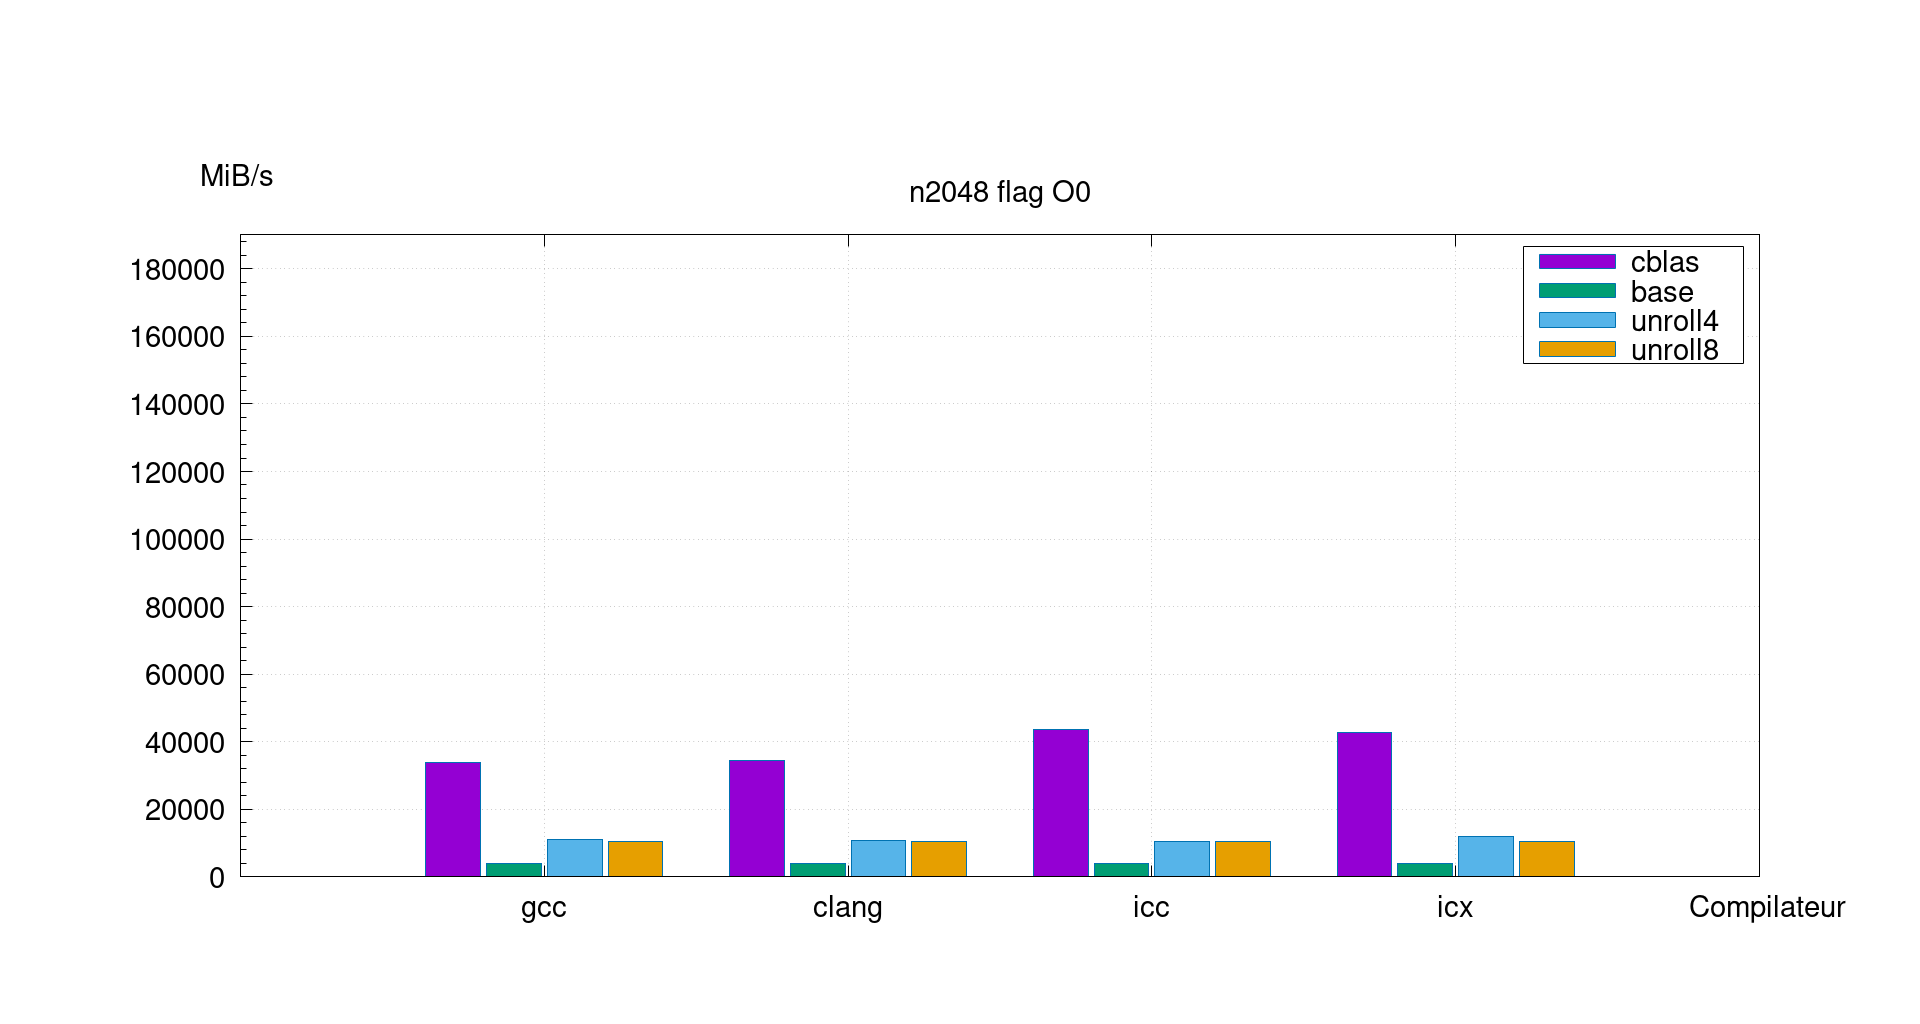 MiB/s
n2048 flag O0
180000
160000
140000
120000
100000
80000
60000
40000
20000
0
cblas
base
unroll4
unroll8
gcc clang icc icx Compilateur